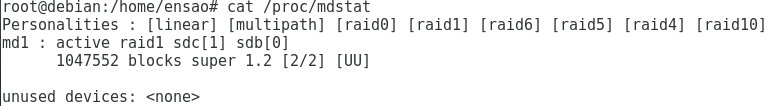 root@debian:/home/ensao# cat /proc/mdstat
Personalities : [linear] [multipath] [raid0] [raid1] [raid6] [raid5] [raid4] [raid10]
md1 : active raid1 sdc[1] sdb[0]
      1047552 blocks super 1.2 [2/2] [UU]

unused devices: <none>